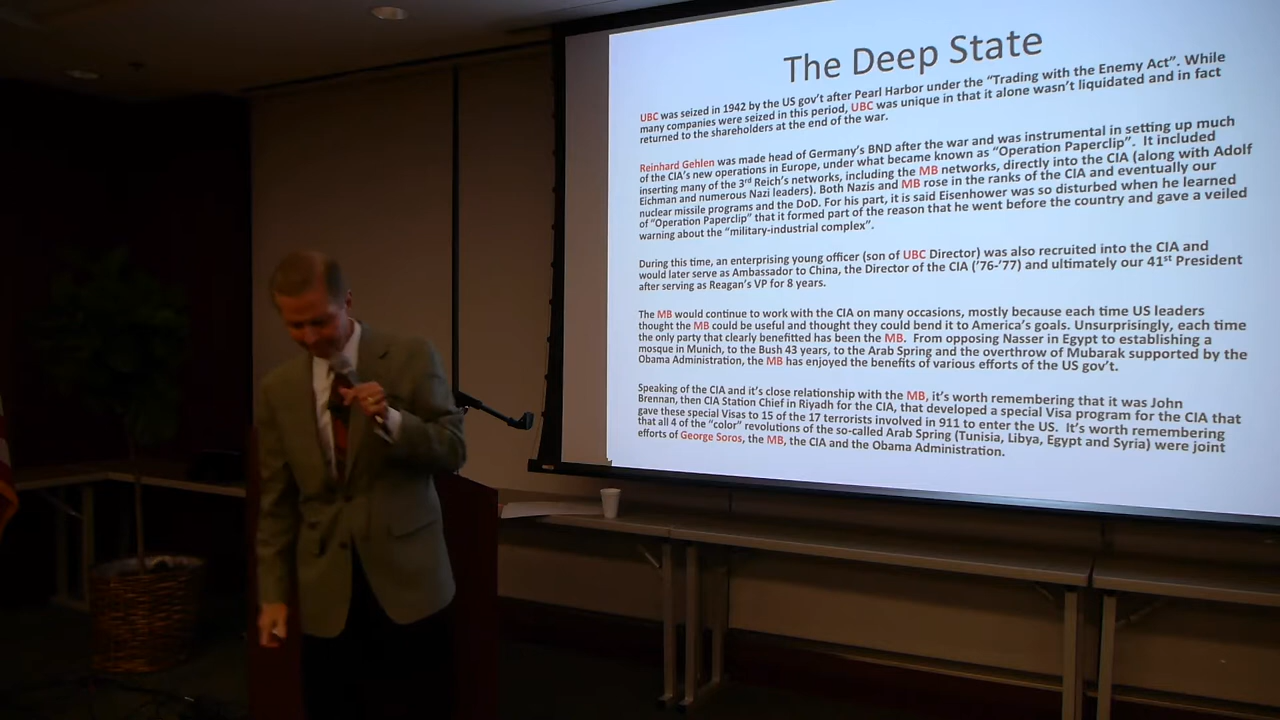 The Deep State
UBC was seized in 1942 by the US gov't after Pearl Harbor under the "Trading with the Enemy Act". While
many companies were seized in this period, UBC was unique in that it alone wasn't liquidated and in fact
returned to the shareholders at the end of the war.
Reinhard Gehlen was made head of Germany's BND after the war and was instrumental in setting up much
of the CIA's new operations in Europe, under what became known as "Operation Paperclip". It included
inserting many of the 3rd Reich's networks, including the MB networks, directly into the CIA (along with Adolf
Eichman and numerous Nazi leaders). Both Nazis and MB rose in the ranks of the CIA and eventually our
nuclear missile programs and the DoD. For his part, it is said Eisenhower was so disturbed when he learned
of "Operation Paperclip" that it formed part of the reason that he went before the country and gave a veiled
warning about the "military-industrial complex".
During this time, an enterprising young officer (son of UBC Director) was also recruited into the CIA and
would later serve as Ambassador to China, the Director of the CIA ('76-'77) and ultimately our 41st President
after serving as Reagan's VP for 8 years.
The MB would continue to work with the CIA on many occasions, mostly because each time US leaders
thought the MB could be useful and thought they could bend it to America's goals. Unsurprisingly, each time
the only party that clearly benefitted has been the MB. From opposing Nasser in Egypt to establishing a
mosque in Munich, to the Bush 43 years, to the Arab Spring and the overthrow of Mubarak supported by the
Obama Administration, the MB has enjoyed the benefits of various efforts of the US gov't.
Speaking of the CIA and it's close relationship with the MB, it's worth remembering that it was John
Brennan, then CIA Station Chief in Riyadh for the CIA, that developed a special Visa program for the CIA that
gave these special Visas to 15 of the 17 terrorists involved in 911 to enter the US. It's worth remembering
that all 4 of the "color" revolutions of the so-called Arab Spring (Tunisia, Libya, Egypt and Syria) were joint
efforts of George Soros, the MB, the CIA and the Obama Administration.